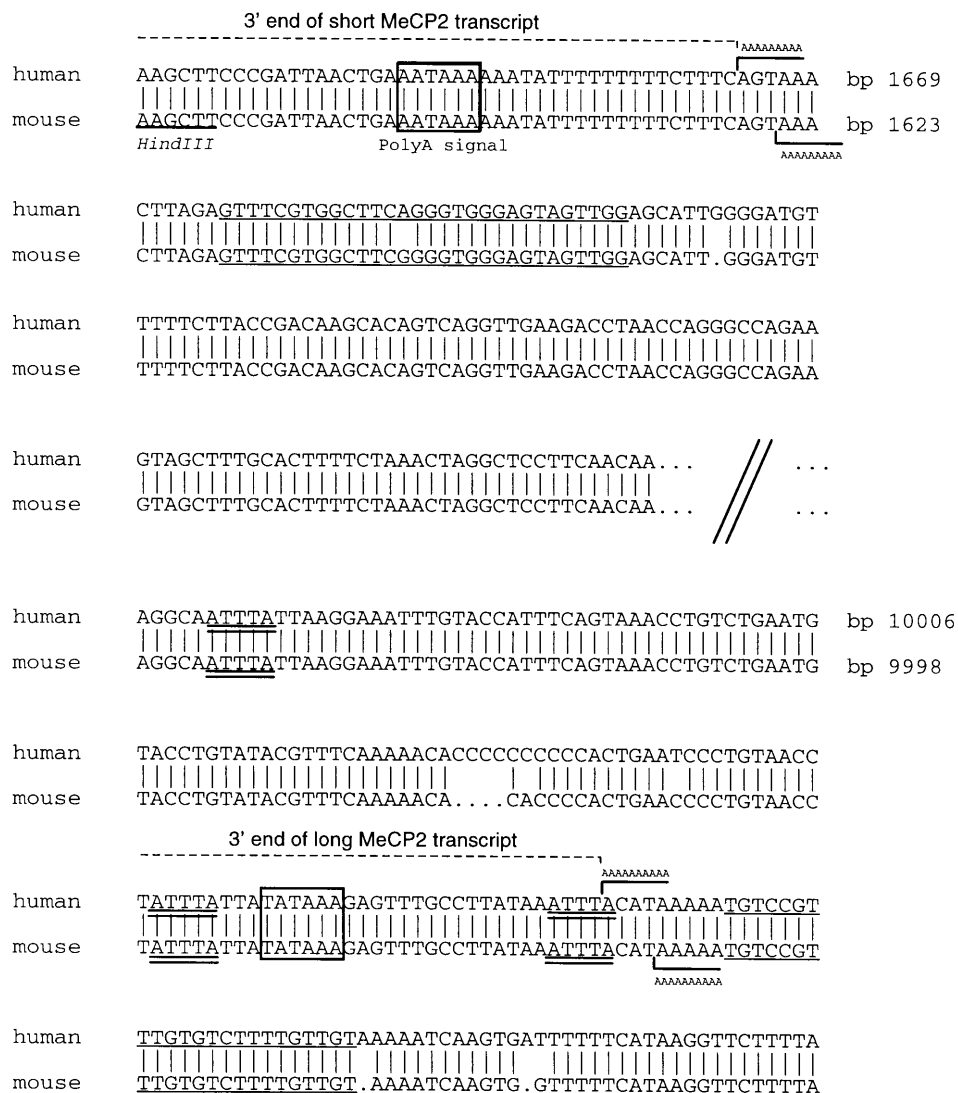 3' end of short MeCP2 transcript
AAAAAAAAA
human AAGCTTCCCGATTAACTGAAATAAAAAATATTTTTTTTTCTTTCAGTAAA bp 1669
mouse AAGCTTCCCGATTAACTGAAATAAAAAATATTTTTTTTTCTTTCAGTAAA bp 1623
HindIII PolyA signal AAAAAAAAA
human CTTAGAGTTTCGTGGCTTCAGGGTGGGAGTAGTTGGAGCATTGGGGATGT
mouse CTTAGAGTTTCGTGGCTTCGGGGTGGGAGTAGTTGGAGCATT.GGGATGT
human TTTTCTTACCGACAAGCACAGTCAGGTTGAAGACCTAACCAGGGCCAGAA
mouse TTTTCTTACCGACAAGCACAGTCAGGTTGAAGACCTAACCAGGGCCAGAA
human GTAGCTTTGCACTTTTCTAAACTAGGCTCCTTCAACAA... ...
mouse GTAGCTTTGCACTTTTCTAAACTAGGCTCCTTCAACAA... ...
human AGGCAATTTATTAAGGAAATTTGTACCATTTCAGTAAACCTGTCTGAATG bp 10006
mouse AGGCAATTTATTAAGGAAATTTGTACCATTTCAGTAAACCTGTCTGAATG bp 9998
human TACCTGTATACGTTTCAAAAACACCCCCCCCCCACTGAATCCCTGTAACC
mouse TACCTGTATACGTTTCAAAAACA....CACCCCACTGAACCCCTGTAACC
3' end of long MeCP2 transcript
AAAAAAAAAA
human TATTTATTATATAAAGAGTTTGCCTTATAAATTTACATAAAAATGTCCGT
mouse TATTTATTATATAAAGAGTTTGCCTTATAAATTTACATAAAAATGTCCGT
AAAAAAAAAA
human TTGTGTCTTTTGTTGTAAAAATCAAGTGATTTTTTCATAAGGTTCTTTTA
mouse TTGTGTCTTTTGTTGT.AAAATCAAGTG.GTTTTTCATAAGGTTCTTTTA